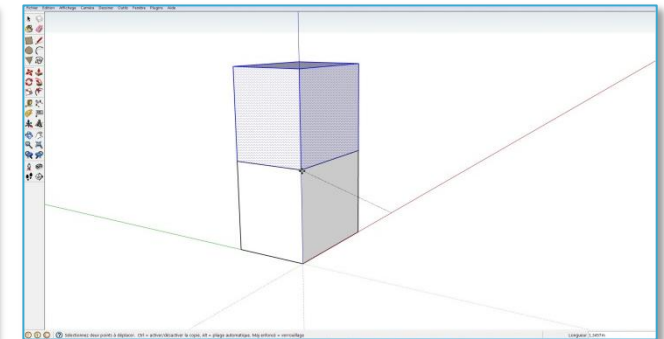 Fichier Edition Affichage Caméra Dessiner Outils Fenêtre Plugins Aide
Sélectionnez deux points à déplacer. Ctrl = activer/désactiver la copie, Alt = pliage automatique, Maj enfoncé = verrouillage
Longueur